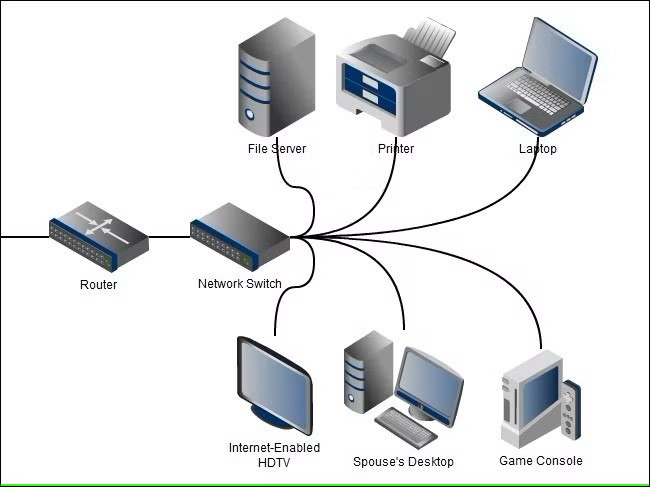 File Server
Printer
Laptop
Router
Network Switch
Internet-Enabled
HDTV
Spouse's Desktop
Game Console